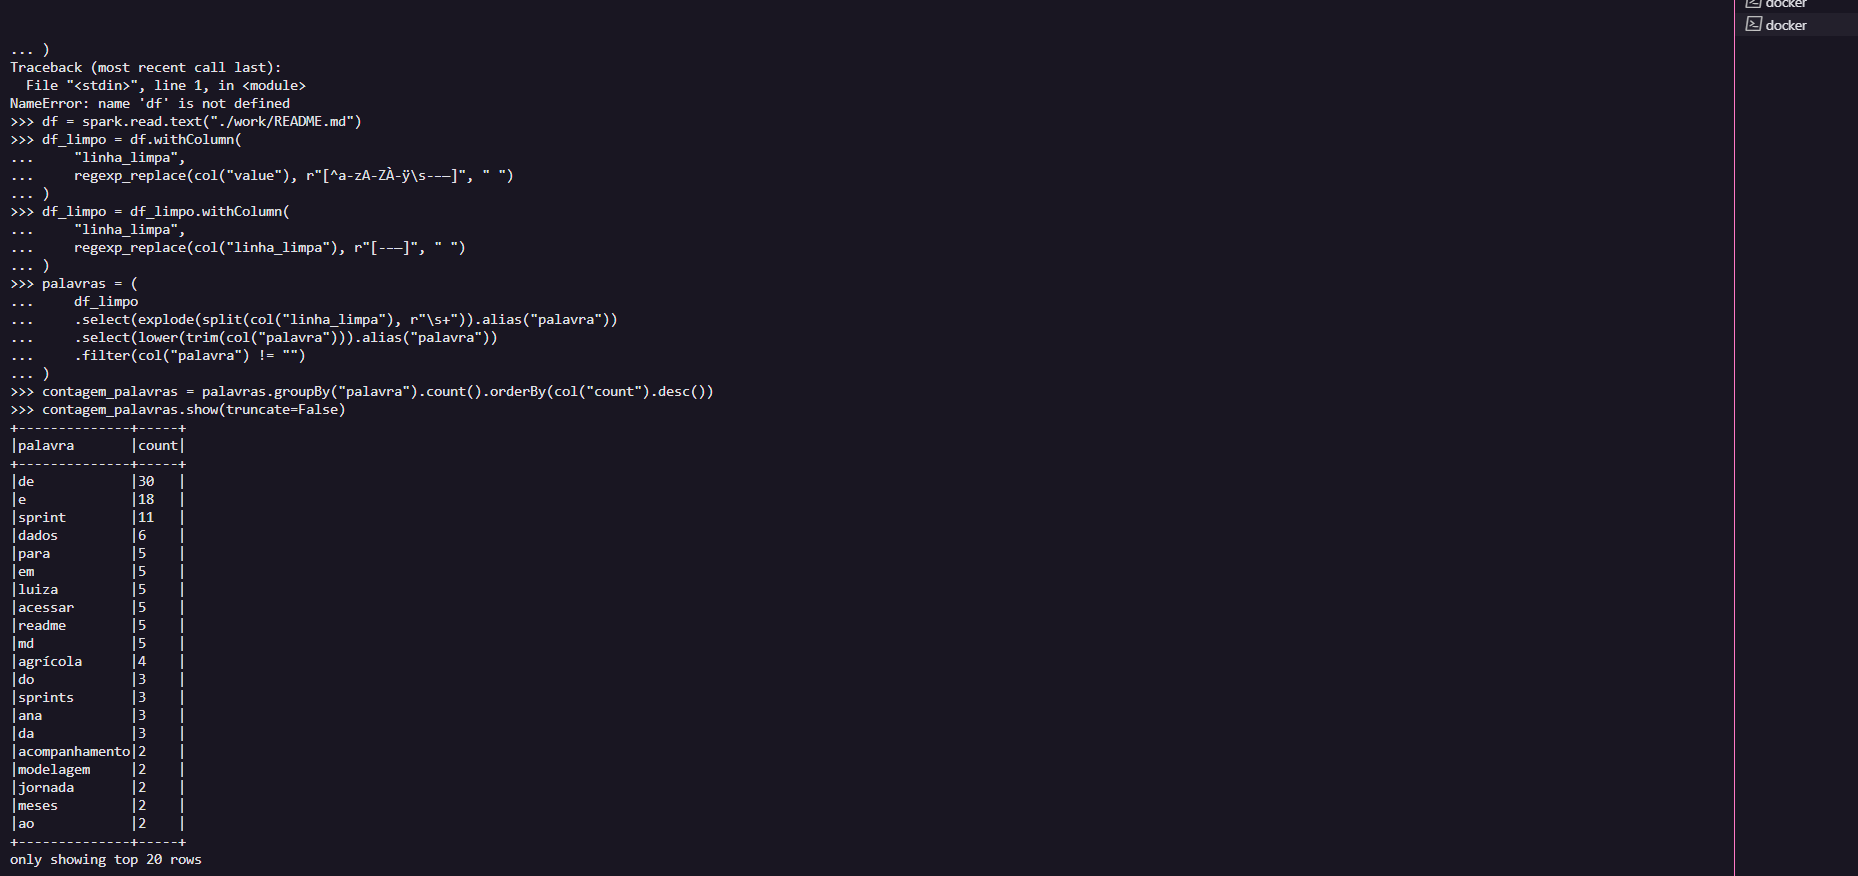 ... )
Traceback (most recent call last):
  File "<stdin>", line 1, in <module>
NameError: name 'df' is not defined
>>> df = spark.read.text("./work/README.md")
>>> df_limpo = df.withColumn(
...     "linha_limpa",
...     regexp_replace(col("value"), r"[^a-zA-ZÀ-ÿ\s-–—]", " ")
... )
>>> df_limpo = df_limpo.withColumn(
...     "linha_limpa",
...     regexp_replace(col("linha_limpa"), r"[-–—]", " ")
... )
>>> palavras = (
...     df_limpo
...     .select(explode(split(col("linha_limpa"), r"\s+")).alias("palavra"))
...     .select(lower(trim(col("palavra"))).alias("palavra"))
...     .filter(col("palavra") != "")
... )
>>> contagem_palavras = palavras.groupBy("palavra").count().orderBy(col("count").desc())
>>> contagem_palavras.show(truncate=False)
+--------------+-----+
|palavra       |count|
+--------------+-----+
|de            |30   |
|e             |18   |
|sprint        |11   |
|dados         |6    |
|para          |5    |
|em            |5    |
|luiza         |5    |
|acessar       |5    |
|readme        |5    |
|md            |5    |
|agrícola      |4    |
|do            |3    |
|sprints       |3    |
|ana           |3    |
|da            |3    |
|acompanhamento|2    |
|modelagem     |2    |
|jornada       |2    |
|meses         |2    |
|ao            |2    |
+--------------+-----+
only showing top 20 rows
docker
docker